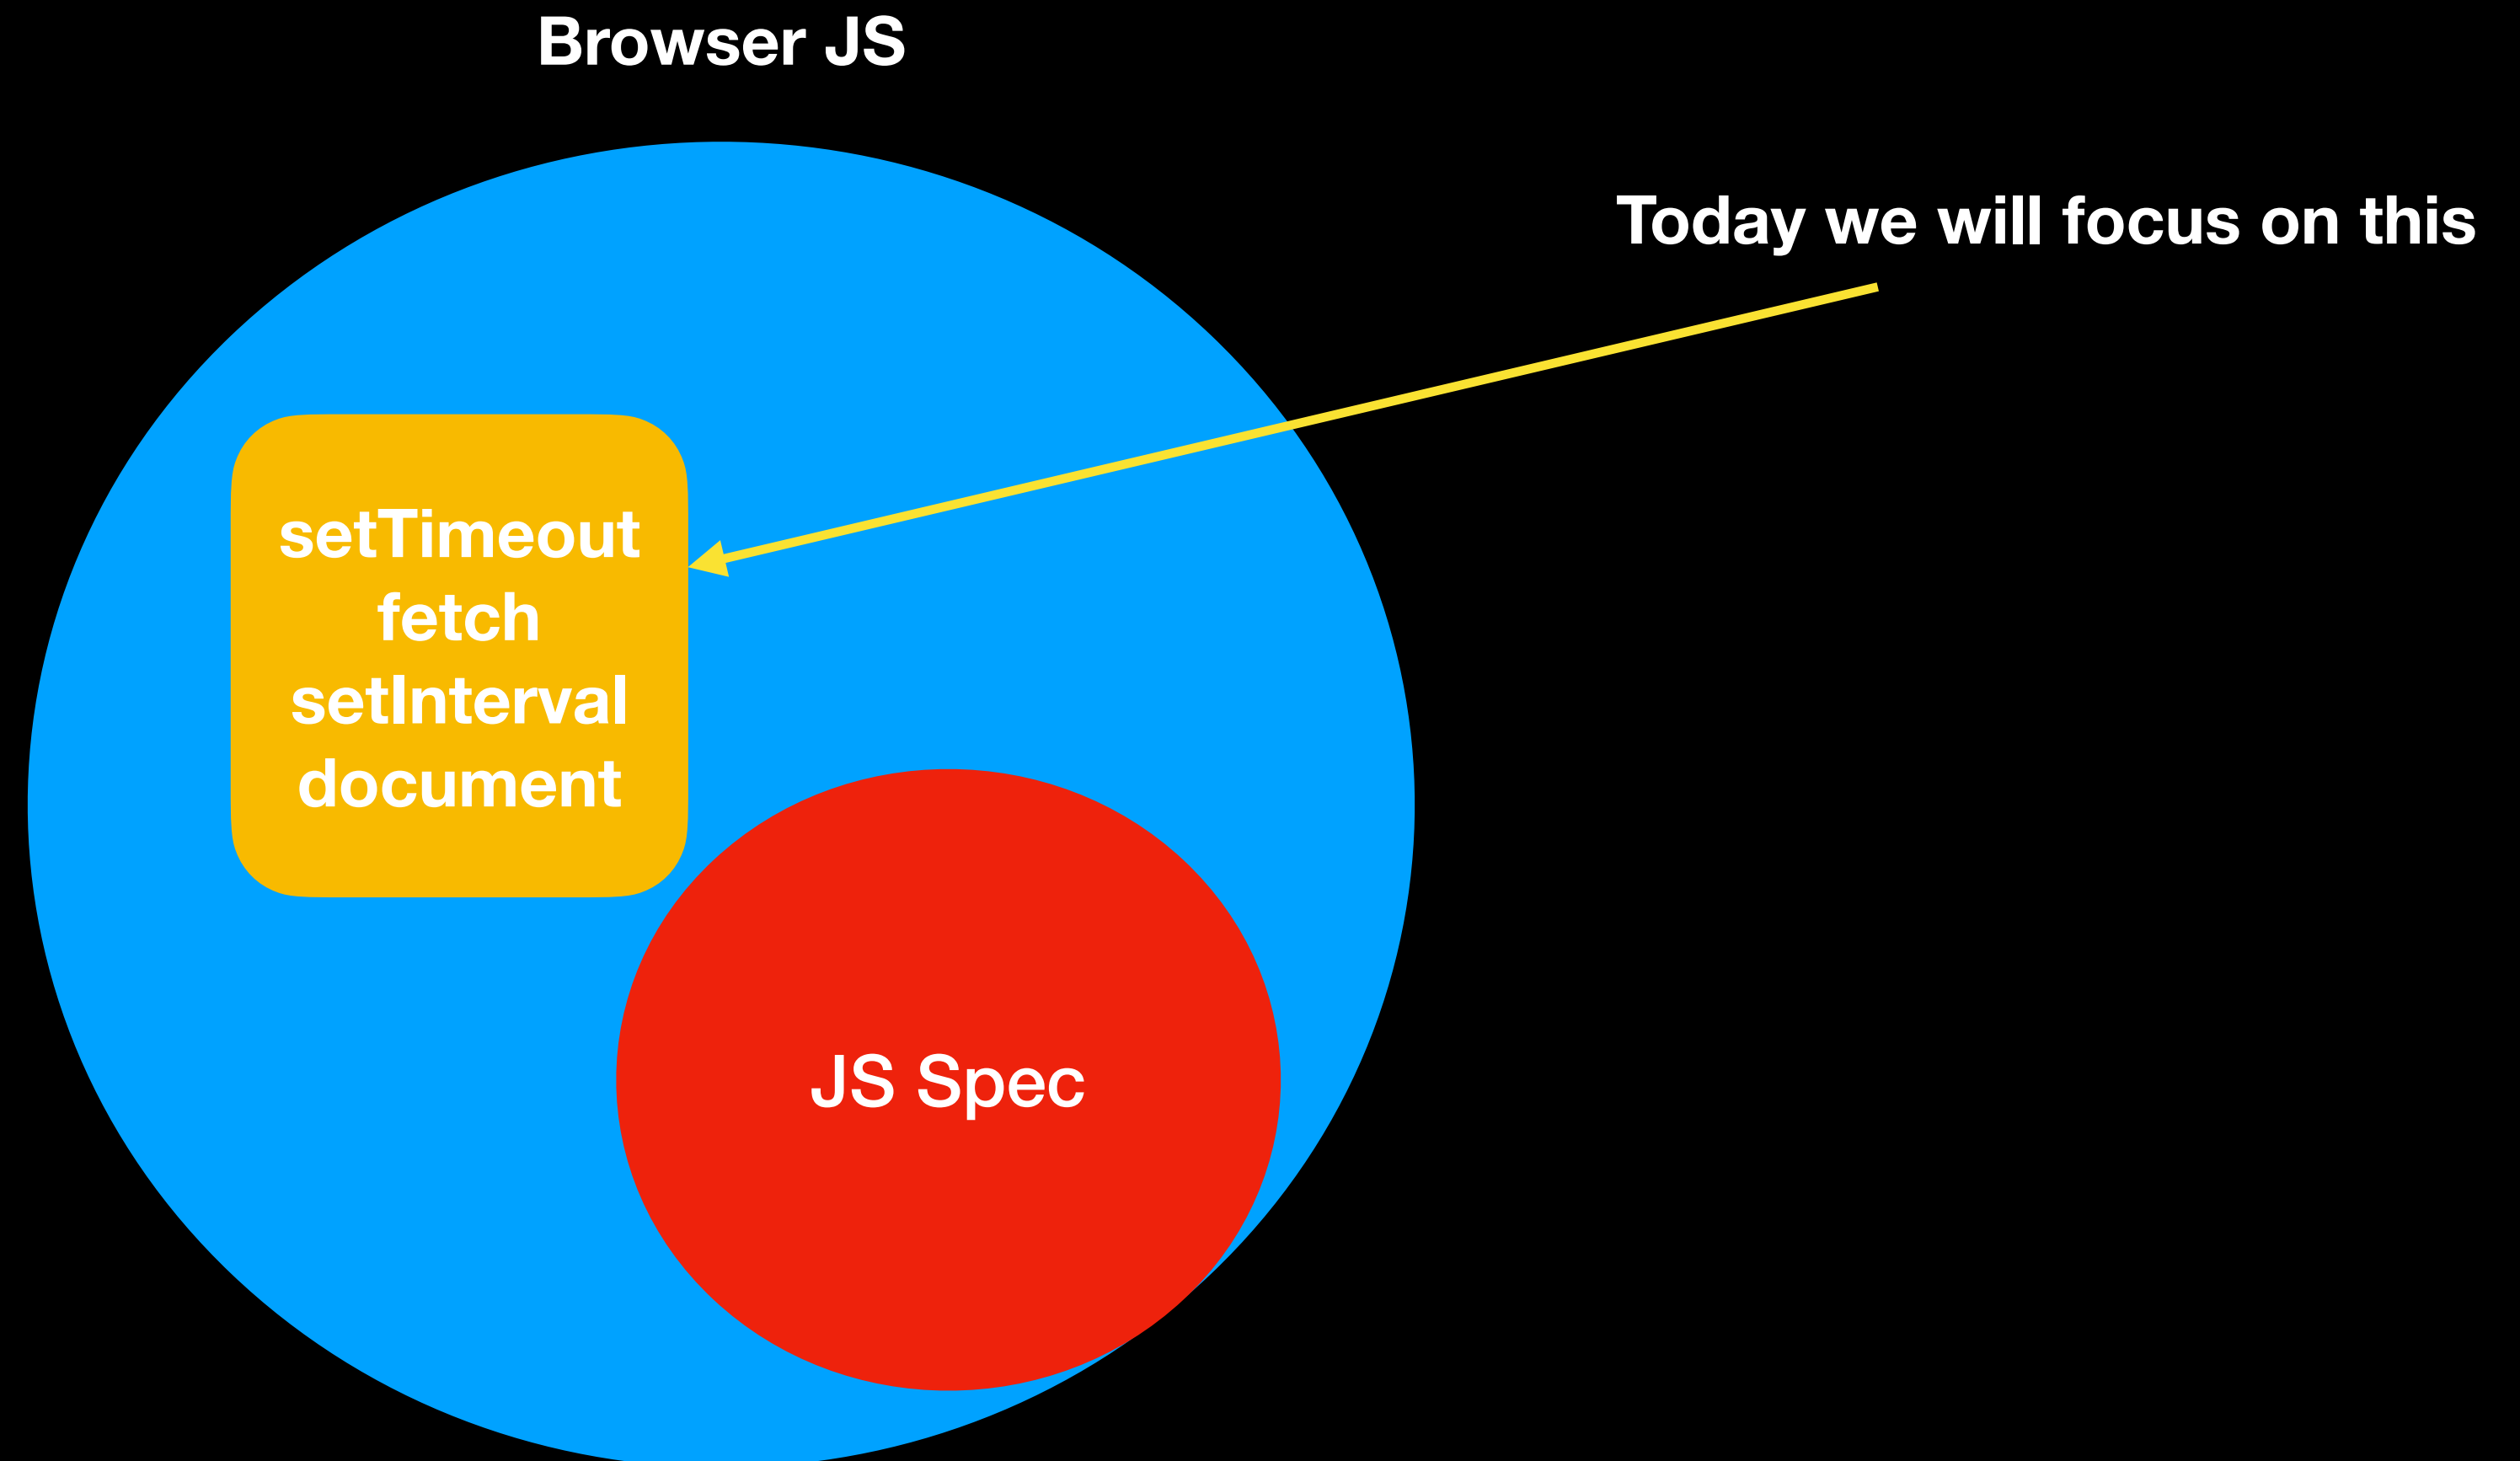 Browser JS
Today we will focus on this
setTimeout
fetch
setInterval
document
JS Spec